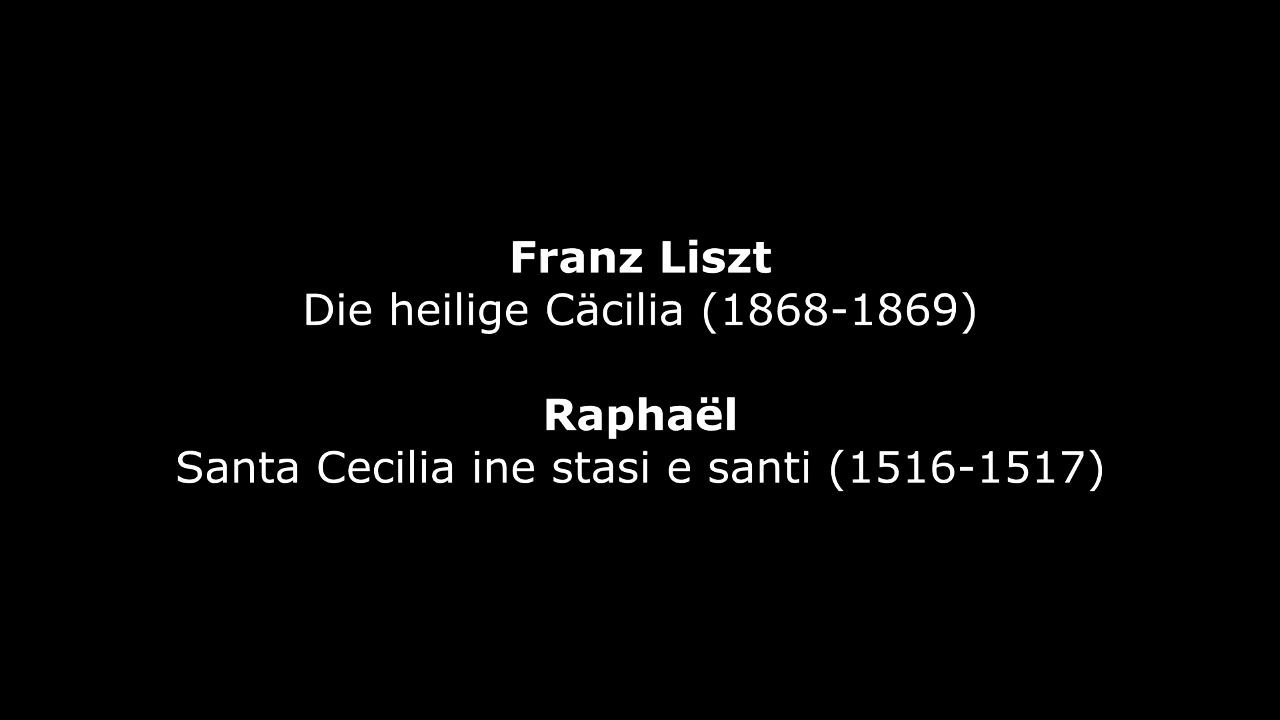 Franz Liszt
Die heilige Cäcilia (1868-1869)
Raphaël
Santa Cecilia ine stasi e santi (1516-1517)